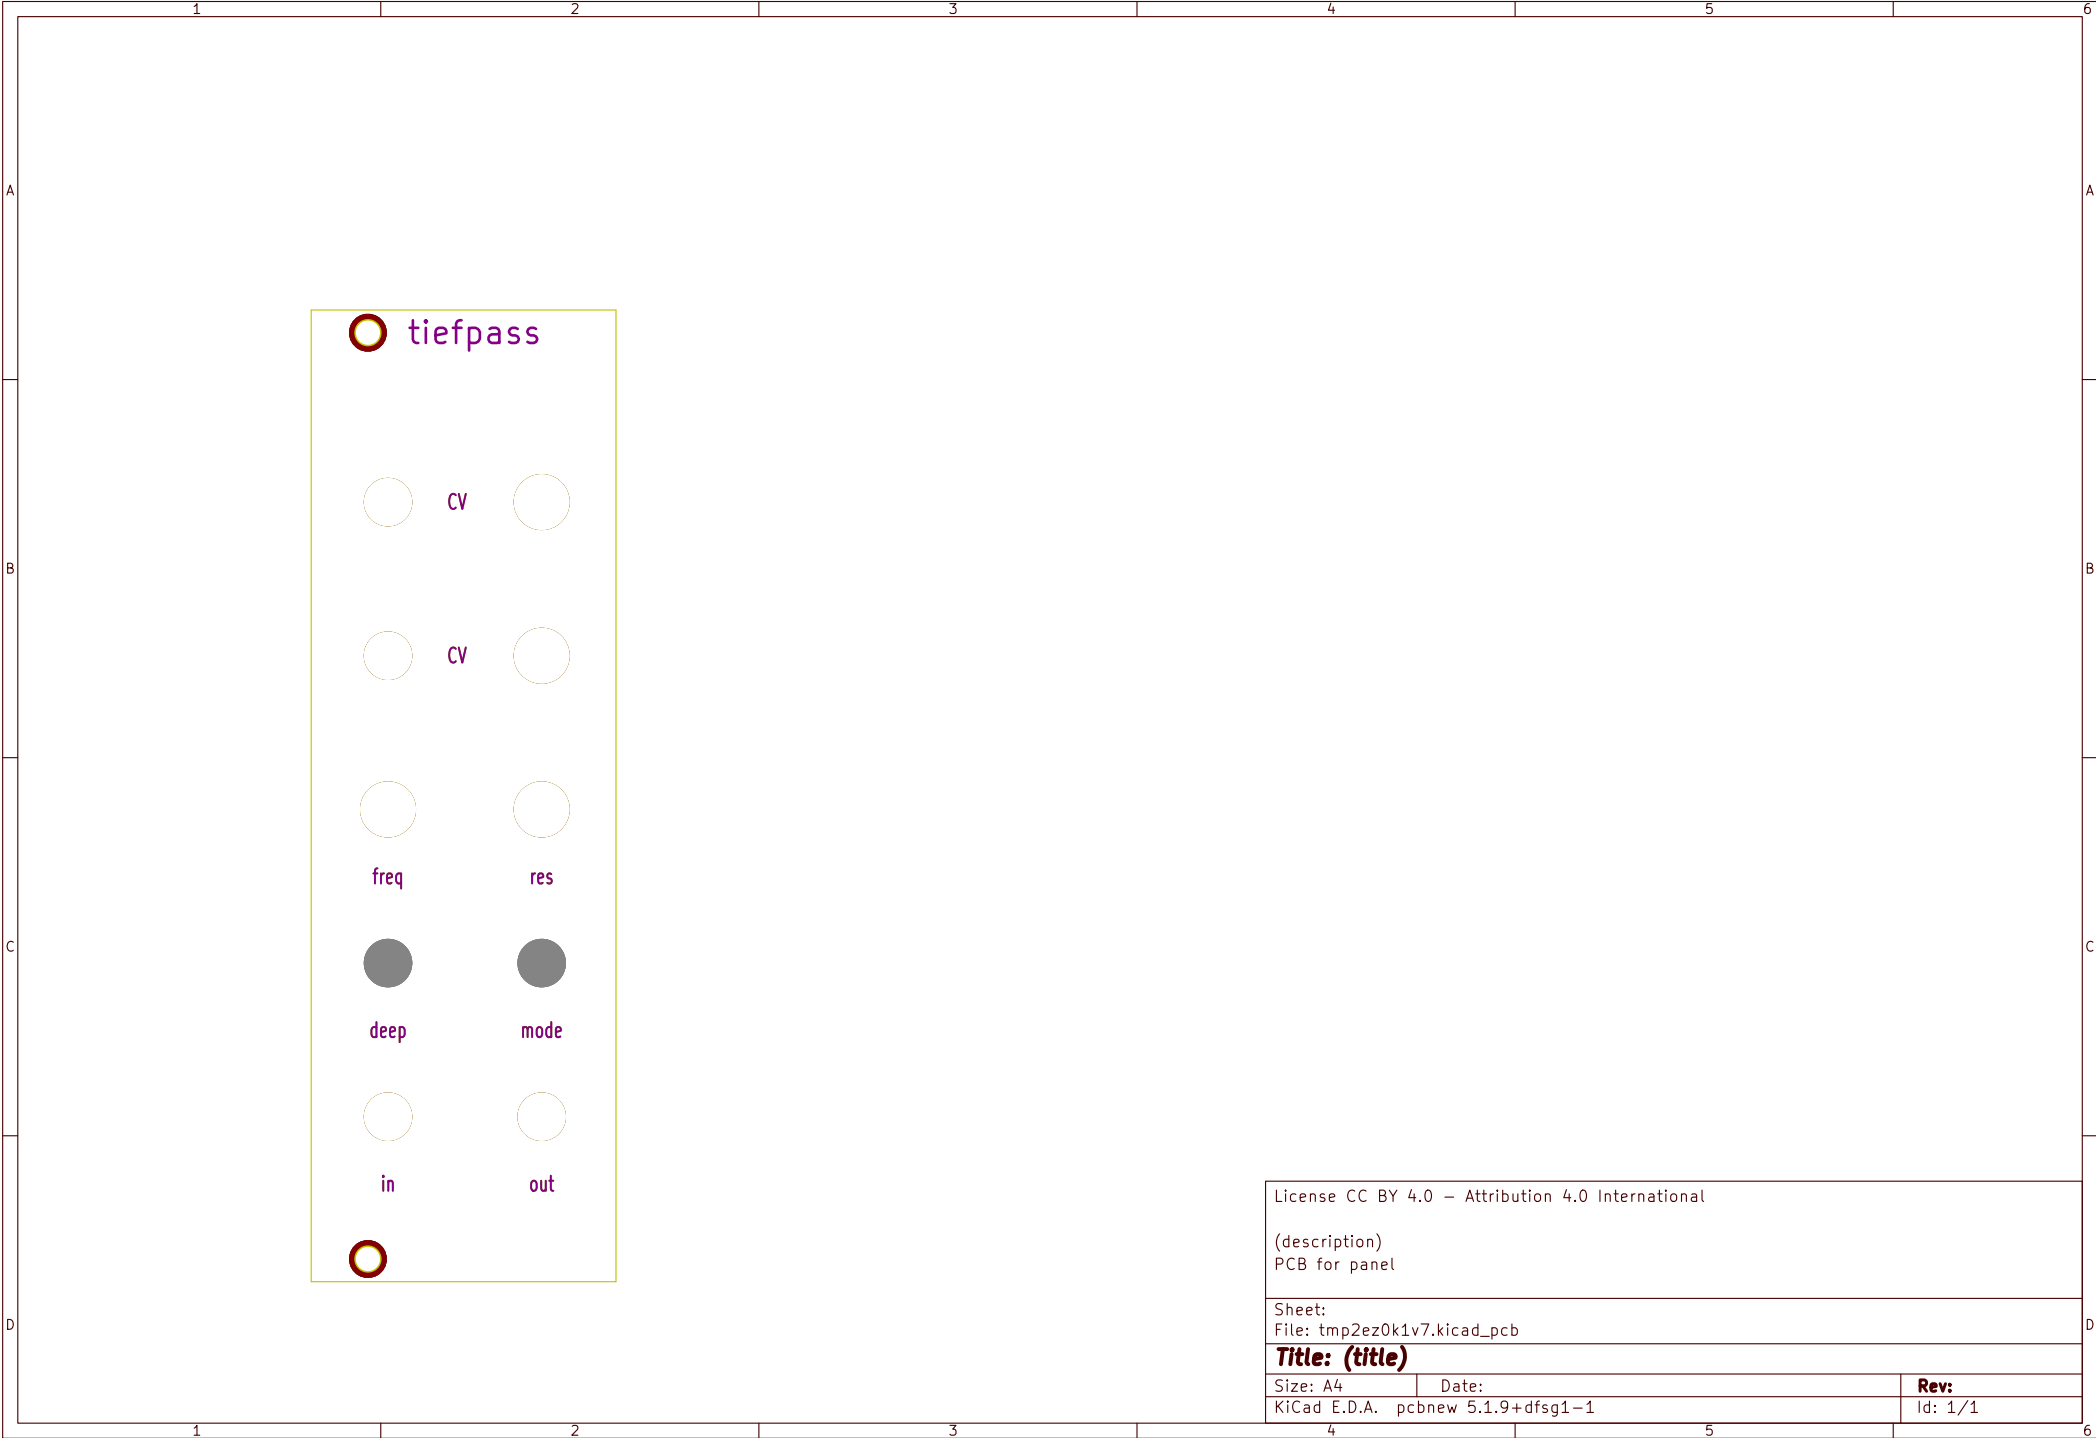 1 2 3 4 5 6
A A
tiefpass
CV
B B
CV
freq res
C C
deep mode
in out
License CC BY 4.0 – Attribution 4.0 International
(description)
PCB for panel
Sheet:
D D
File: tmp2ez0k1v7.kicad_pcb
Title: (title)
Size: A4 Date: Rev:
KiCad E.D.A. pcbnew 5.1.9+dfsg1-1 Id: 1/1
1 2 3 4 5 6